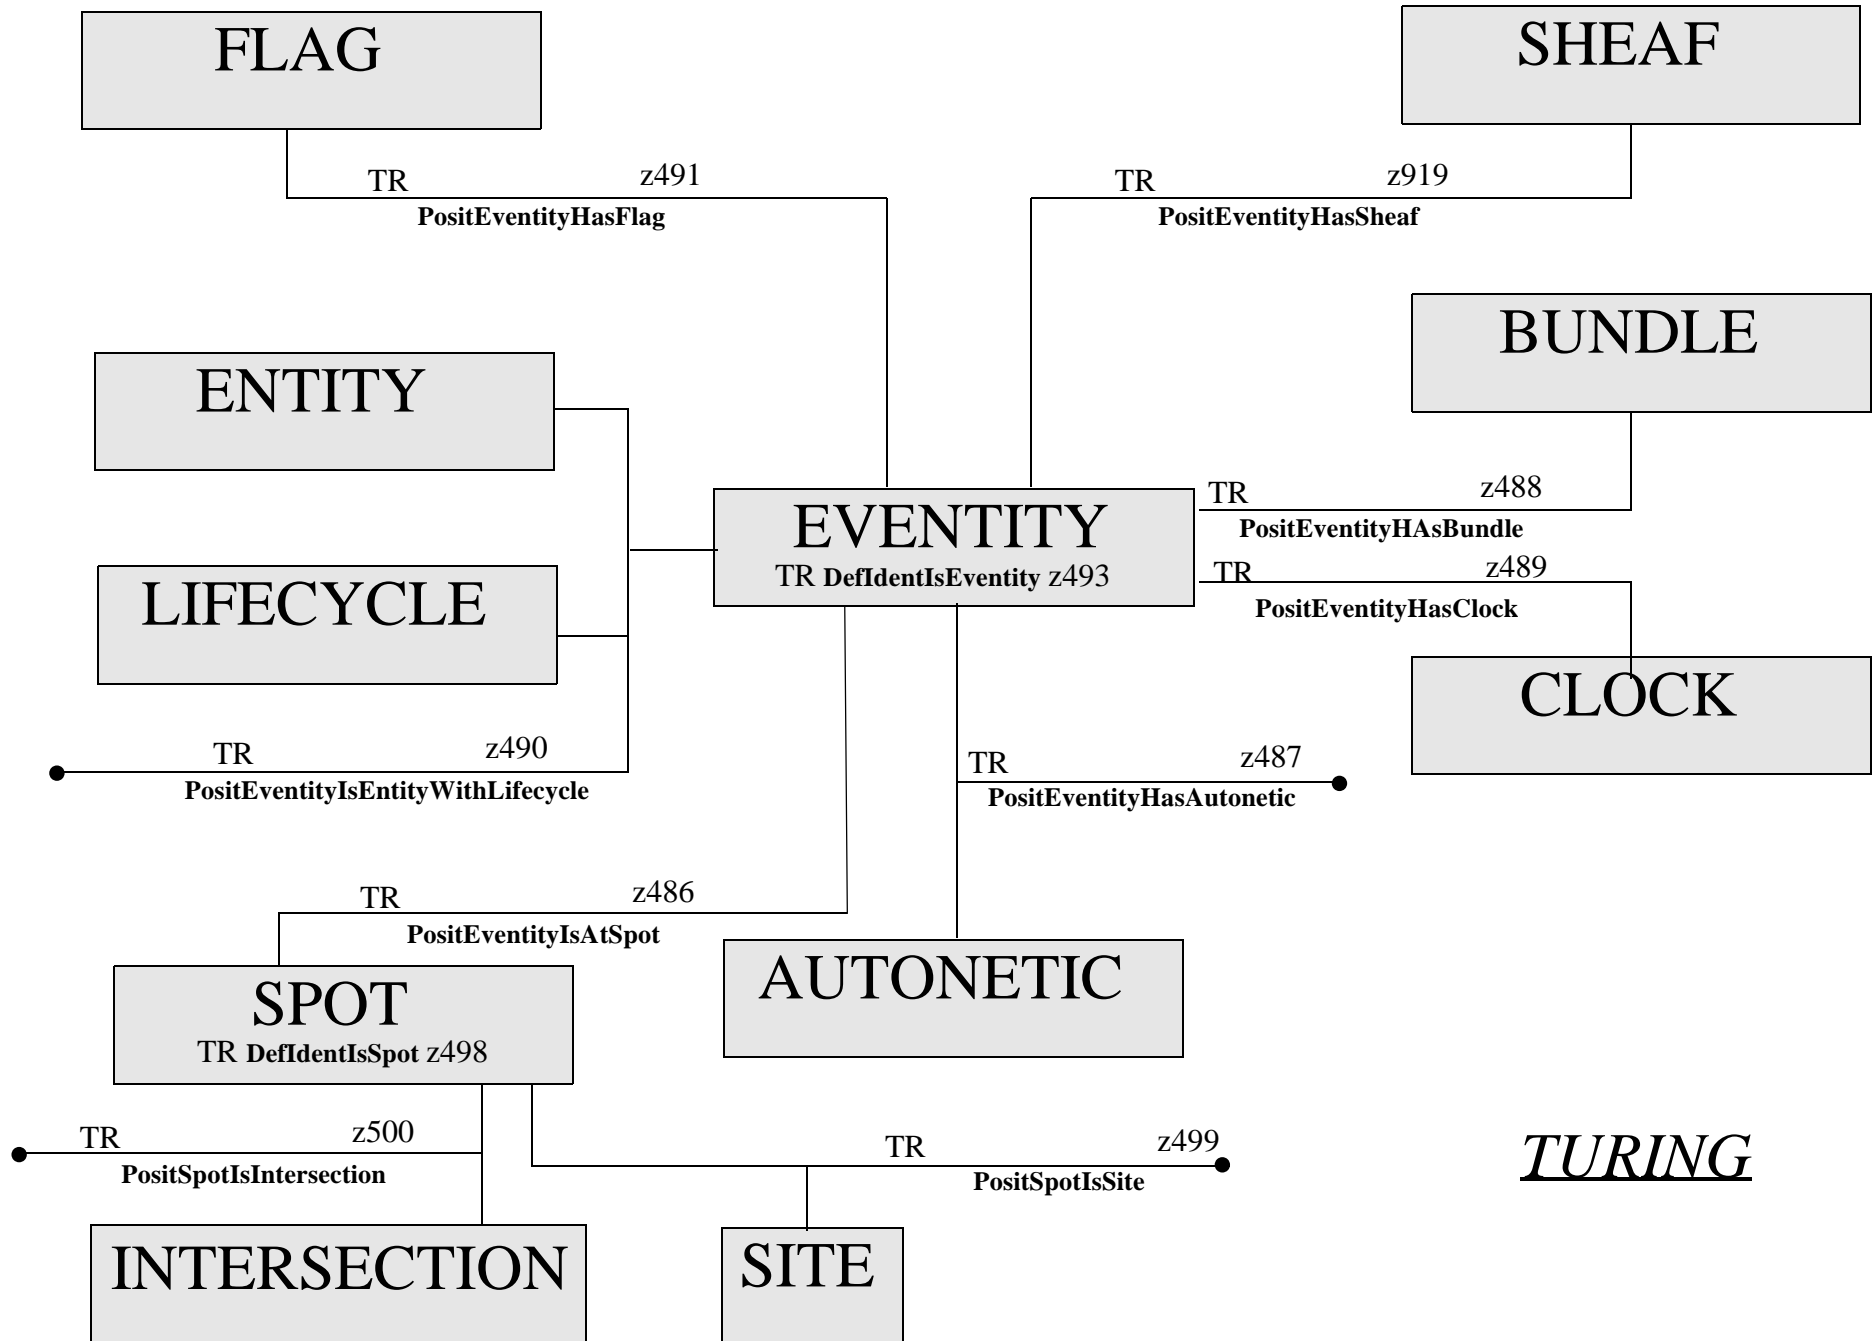 FLAG
SHEAF
TR z491
PositEventityHasFlag
TR z919
PositEventityHasSheaf
BUNDLE
ENTITY
TR z488
PositEventityHAsBundle
EVENTITY
TR DefIdentIsEventity z493
TR z489
PositEventityHasClock
LIFECYCLE
CLOCK
TR z490
PositEventityIsEntityWithLifecycle
TR z487
PositEventityHasAutonetic
TR z486
PositEventityIsAtSpot
AUTONETIC
SPOT
TR DefIdentIsSpot z498
TR z500
PositSpotIsIntersection
TR z499
PositSpotIsSite
TURING
INTERSECTION
SITE